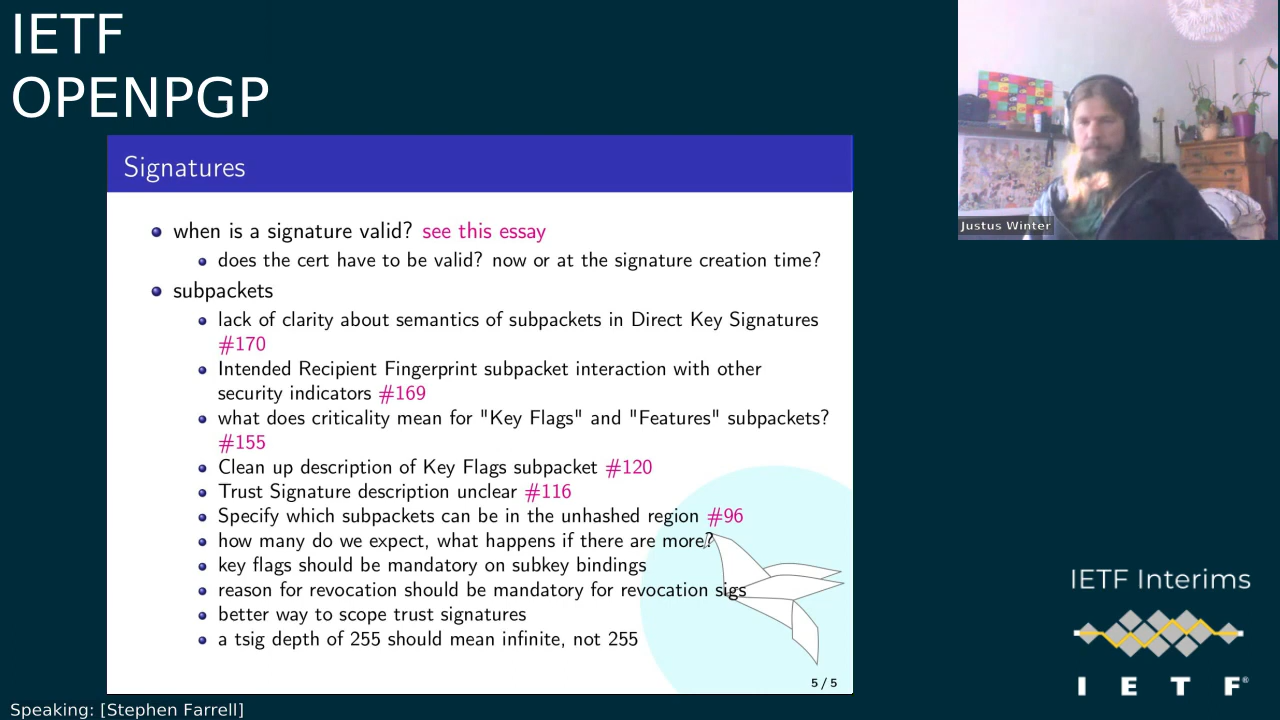 IETF
OPENPGP
Justus Winter
Signatures
when is a signature valid? see this essay
does the cert have to be valid? now or at the signature creation time?
subpackets
lack of clarity about semantics of subpackets in Direct Key Signatures
#170
Intended Recipient Fingerprint subpacket interaction with other
security indicators #169
what does criticality mean for "Key Flags" and "Features" subpackets?
#155
Clean up description of Key Flags subpacket #120
Trust Signature description unclear #116
Specify which subpackets can be in the unhashed region #96
how many do we expect, what happens if there are more?
key flags should be mandatory on subkey bindings
reason for revocation should be mandatory for revocation sigs
better way to scope trust signatures
a tsig depth of 255 should mean infinite, not 255
5 / 5
IETF Interims
I E T F®
Speaking: [Stephen Farrell]